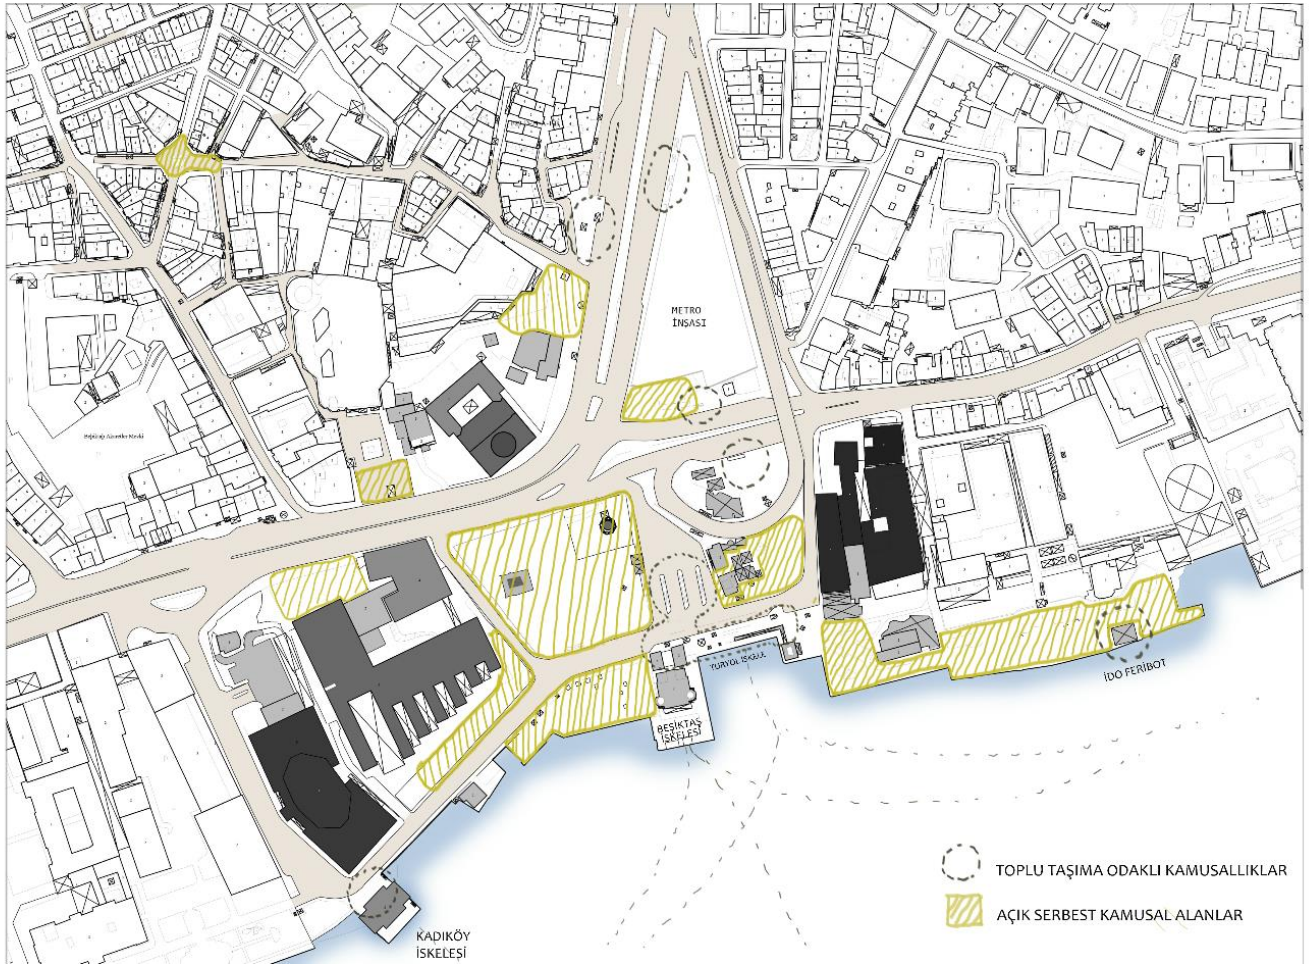 METRO
İNŞASI
TURYOL İSKELE
BEŞİKTAŞ
İSKELESİ
İDO FERİBOT
TOPLU TAŞIMA ODAKLI KAMUSALLIKLAR
AÇIK SERBEST KAMUSAL ALANLAR
KADIKÖY
İSKELESİ